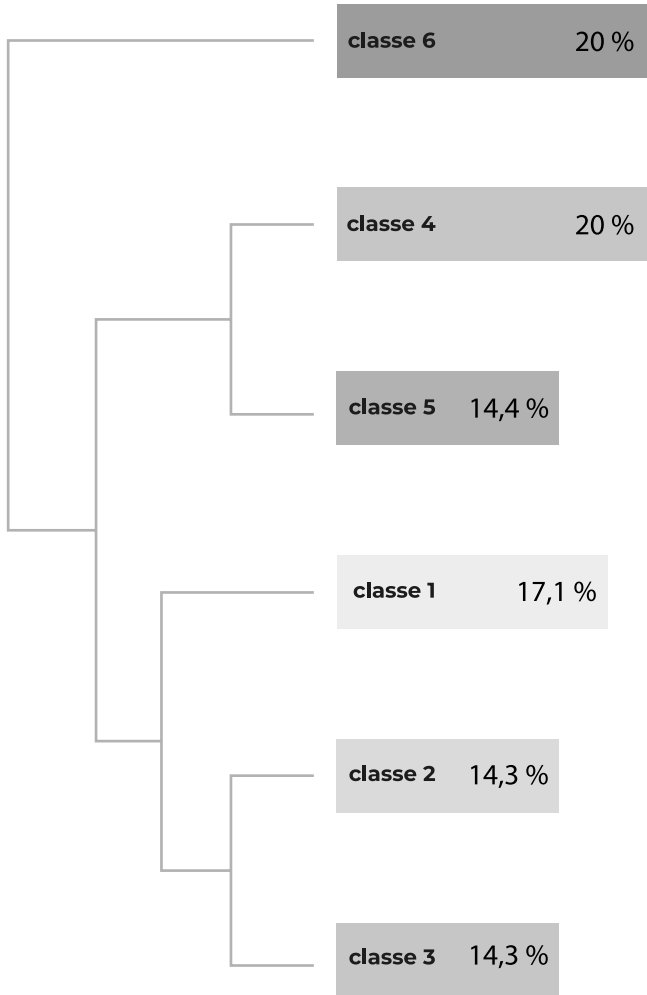 classe 6 20 %
classe 4 20 %
classe 5 14,4 %
classe 1 17,1 %
classe 2 14,3 %
classe 3 14,3 %